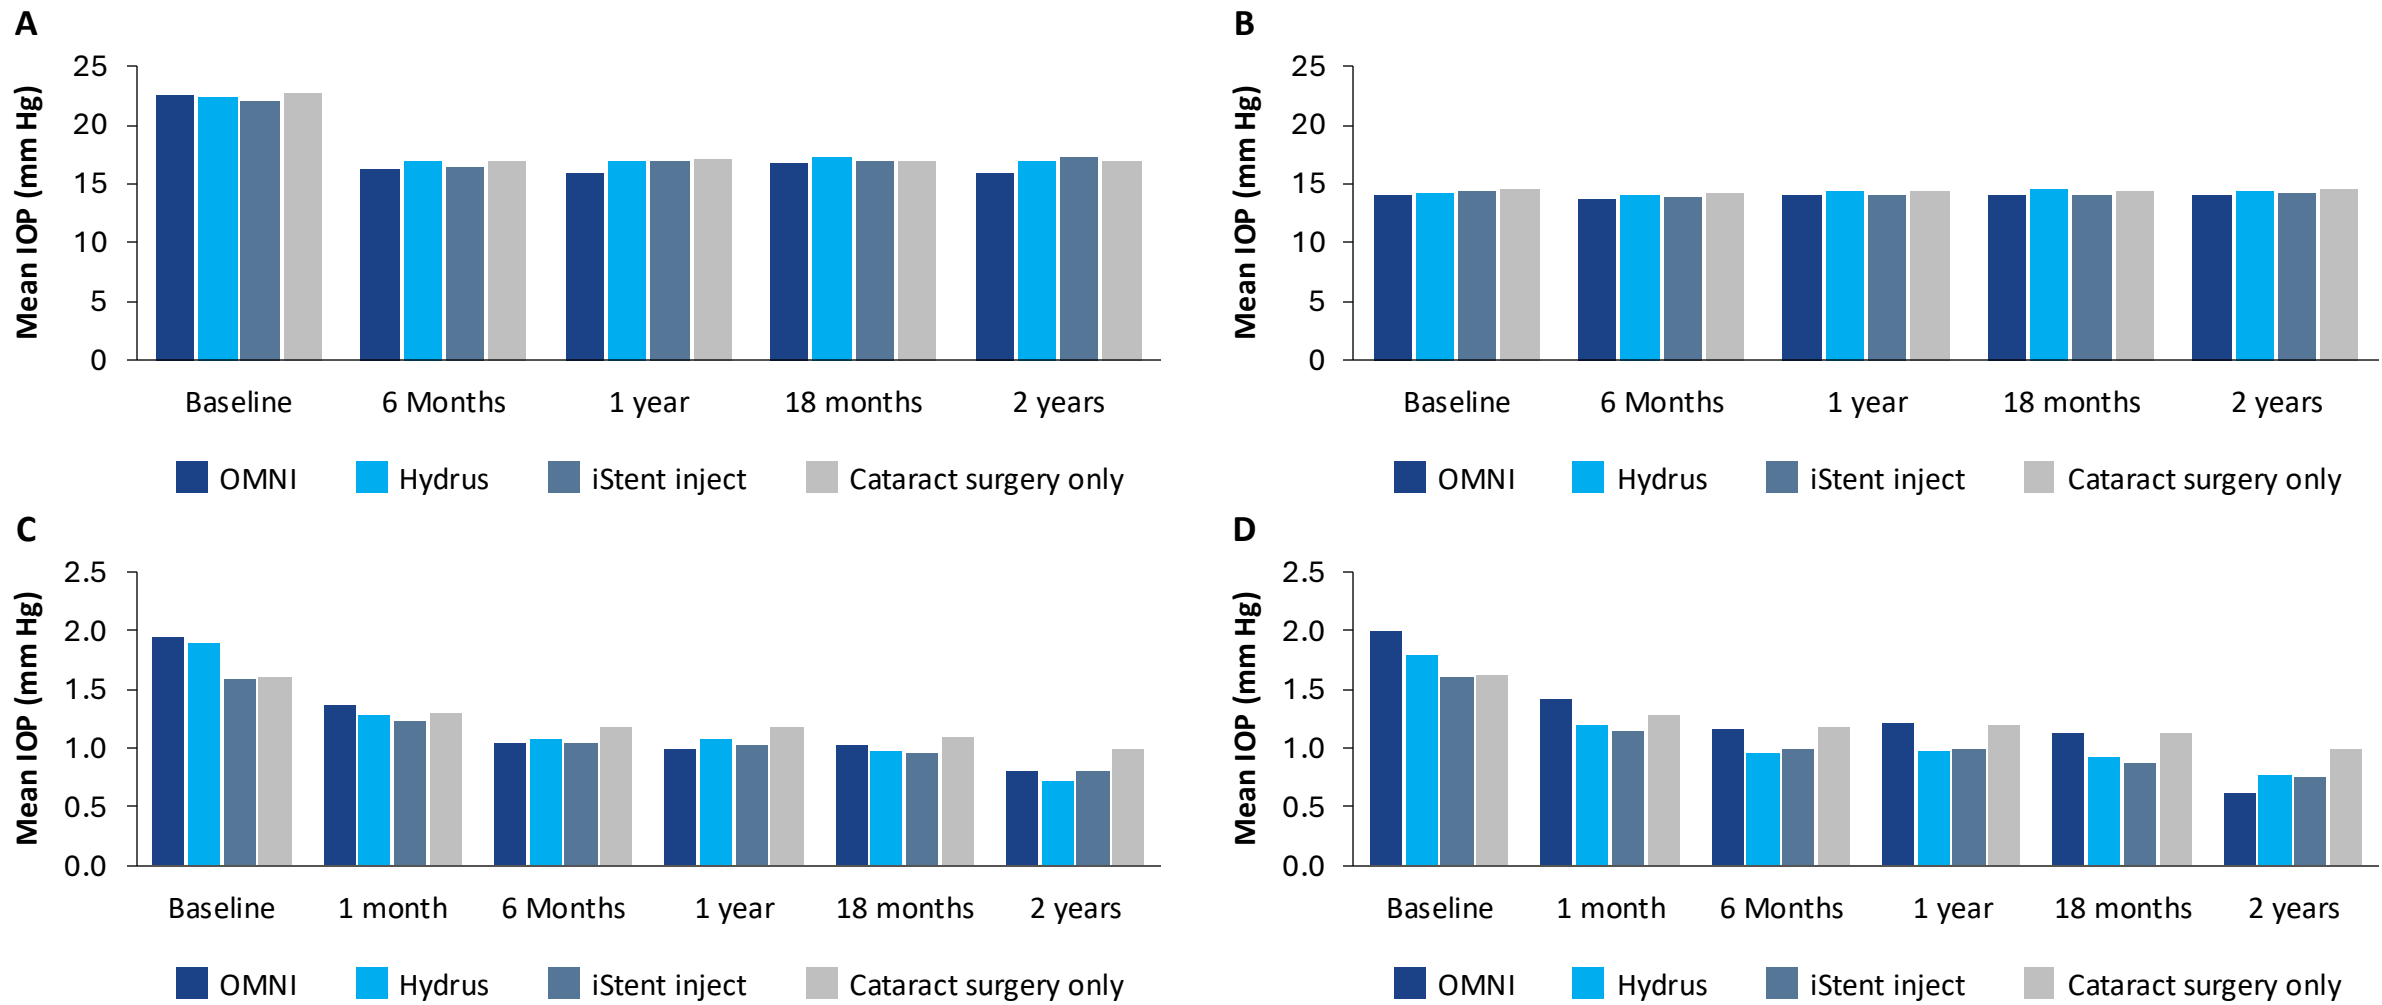 A
Mean IOP (mm Hg)
25
20
15
10
5
0
Baseline 6 Months 1 year 18 months 2 years
OMNI Hydrus iStent inject Cataract surgery only
B
Mean IOP (mm Hg)
25
20
15
10
5
0
Baseline 6 Months 1 year 18 months 2 years
OMNI Hydrus iStent inject Cataract surgery only
C
Mean IOP (mm Hg)
2.5
2.0
1.5
1.0
0.5
0.0
Baseline 1 month 6 Months 1 year 18 months 2 years
OMNI Hydrus iStent inject Cataract surgery only
D
Mean IOP (mm Hg)
2.5
2.0
1.5
1.0
0.5
0.0
Baseline 1 month 6 Months 1 year 18 months 2 years
OMNI Hydrus iStent inject Cataract surgery only